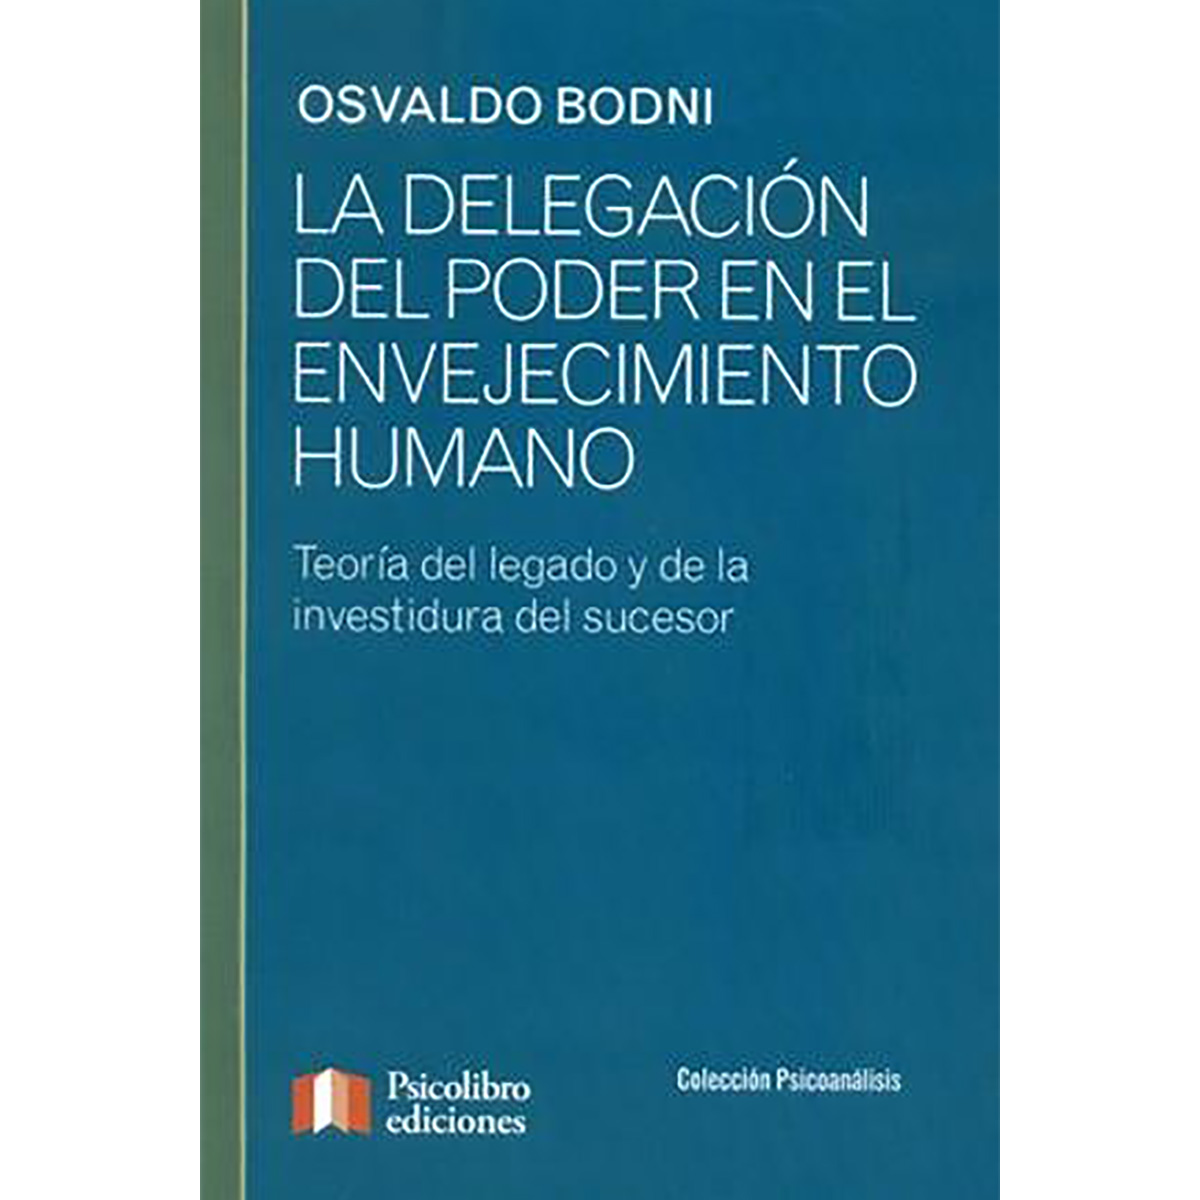 OSVALDO BODNI
LA DELEGACIÓN
DEL PODER EN EL
ENVEJECIMIENTO
HUMANO
Teoría del legado y de la
investidura del sucesor
Psicolibro
ediciones
Colección Psicoanálisis